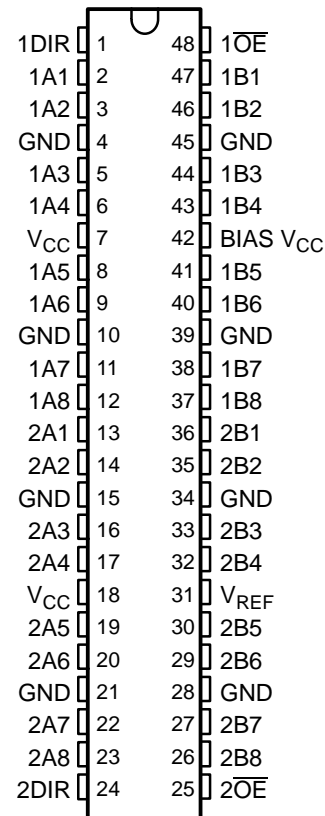 1DIR 1 48 1O̅E̅
1A1 2 47 1B1
1A2 3 46 1B2
GND 4 45 GND
1A3 5 44 1B3
1A4 6 43 1B4
VCC 7 42 BIAS VCC
1A5 8 41 1B5
1A6 9 40 1B6
GND 10 39 GND
1A7 11 38 1B7
1A8 12 37 1B8
2A1 13 36 2B1
2A2 14 35 2B2
GND 15 34 GND
2A3 16 33 2B3
2A4 17 32 2B4
VCC 18 31 VREF
2A5 19 30 2B5
2A6 20 29 2B6
GND 21 28 GND
2A7 22 27 2B7
2A8 23 26 2B8
2DIR 24 25 2O̅E̅